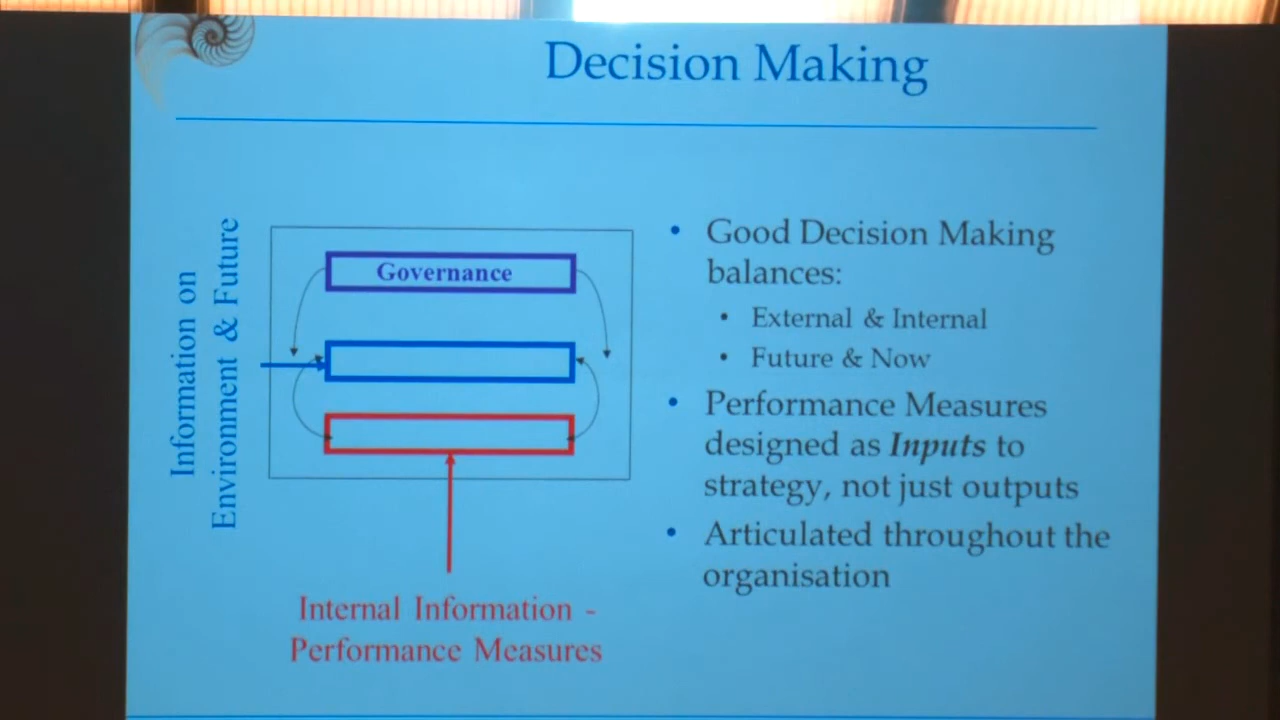 Decision Making
Information on
Environment & Future
Governance
Internal Information -
Performance Measures
• Good Decision Making
balances:
• External & Internal
• Future & Now
• Performance Measures
designed as Inputs to
strategy, not just outputs
• Articulated throughout the
organisation